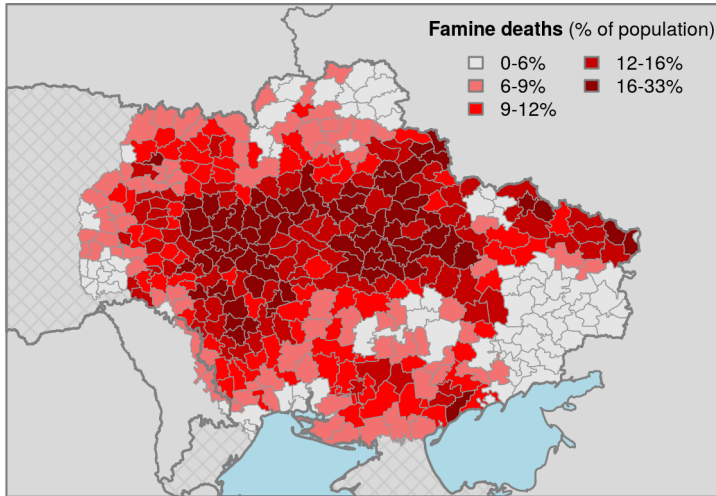 Famine deaths (% of population)
0-6% 12-16%
6-9% 16-33%
9-12%